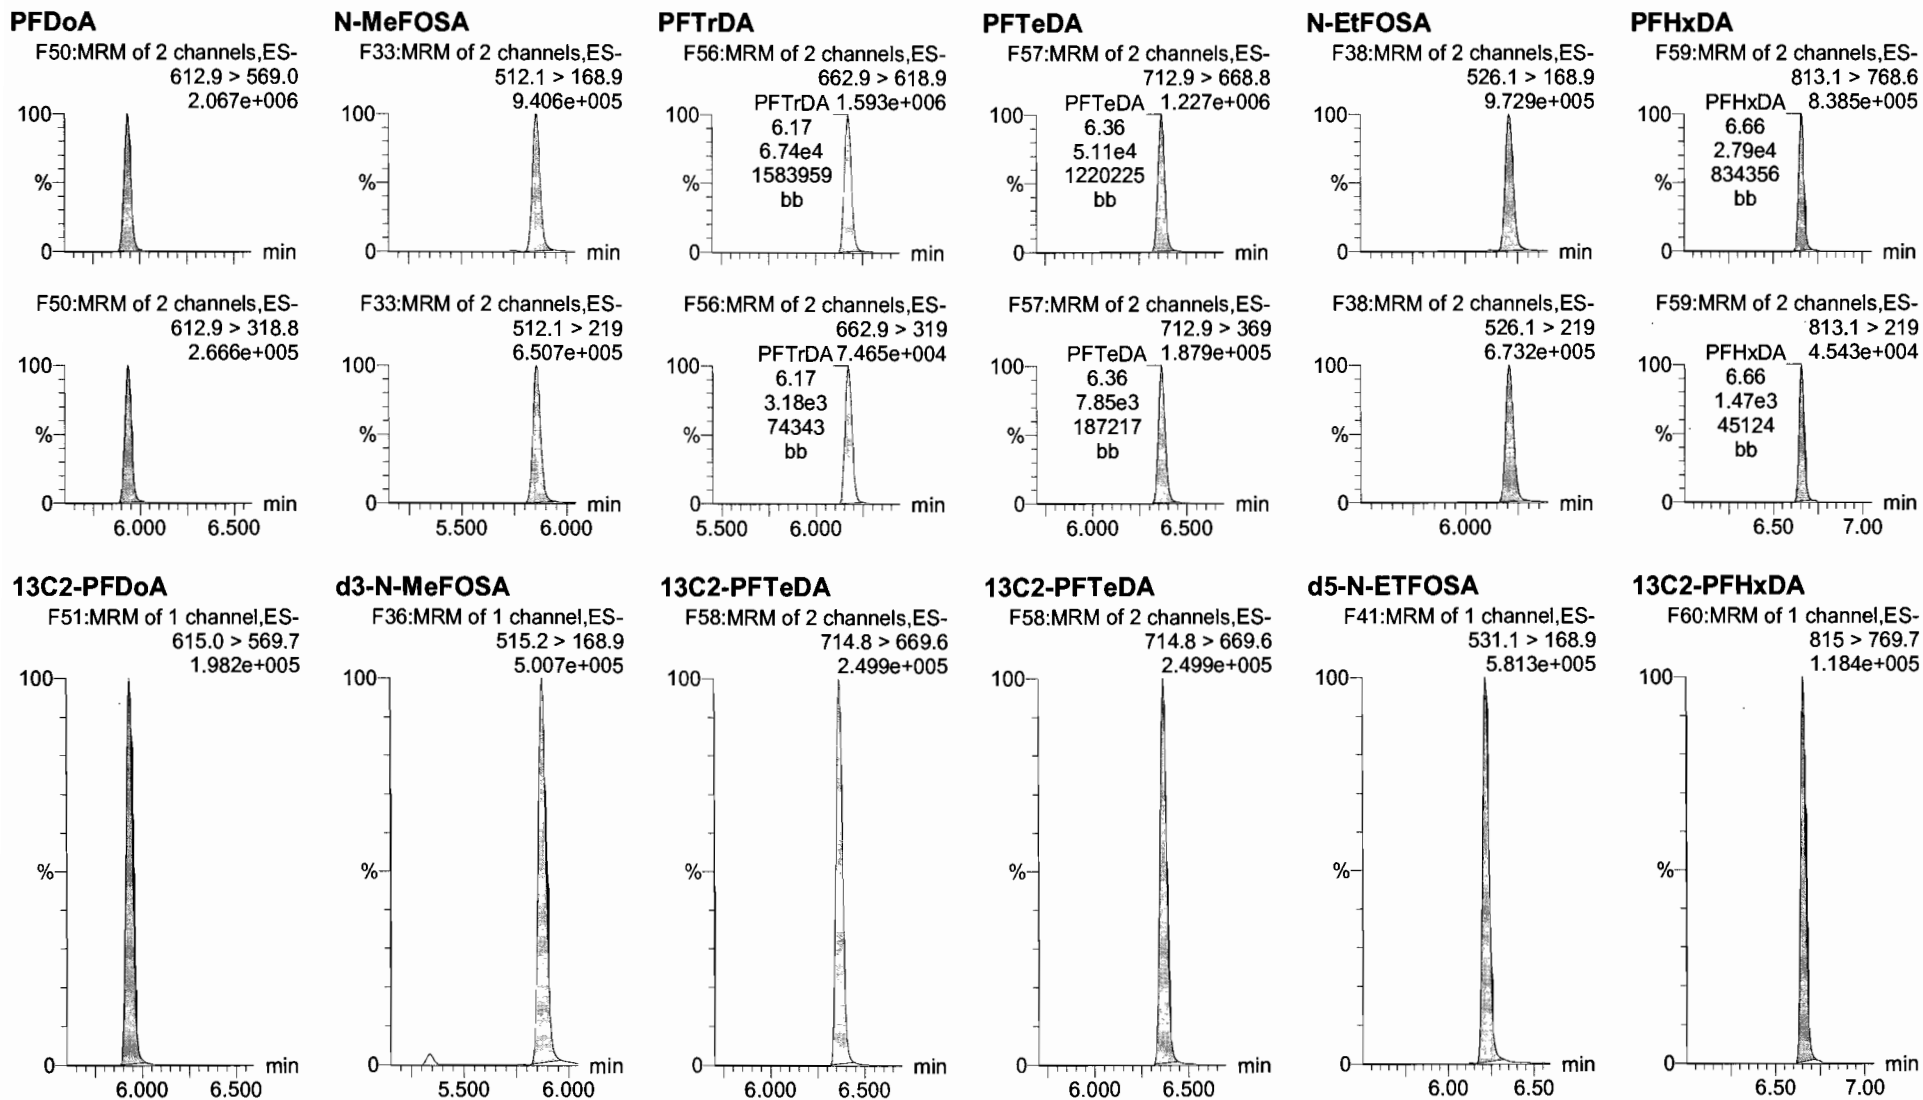 PFDoA
F50:MRM of 2 channels,ES-
612.9 > 569.0
2.067e+006
100
%
0
min
N-MeFOSA
F33:MRM of 2 channels,ES-
512.1 > 168.9
9.406e+005
100
%
0
min
PFTrDA
F56:MRM of 2 channels,ES-
662.9 > 618.9
PFTrDA 1.593e+006
100
6.17
6.74e4
1583959
bb
%
0
min
PFTeDA
F57:MRM of 2 channels,ES-
712.9 > 668.8
PFTeDA 1.227e+006
100
6.36
5.11e4
1220225
bb
%
0
min
N-EtFOSA
F38:MRM of 2 channels,ES-
526.1 > 168.9
9.729e+005
100
%
0
min
PFHxDA
F59:MRM of 2 channels,ES-
813.1 > 768.6
PFHxDA 8.385e+005
100
6.66
2.79e4
834356
bb
%
0
min
F50:MRM of 2 channels,ES-
612.9 > 318.8
2.666e+005
100
%
0
min
6.000 6.500
F33:MRM of 2 channels,ES-
512.1 > 219
6.507e+005
100
%
0
min
5.500 6.000
F56:MRM of 2 channels,ES-
662.9 > 319
PFTrDA 7.465e+004
100
6.17
3.18e3
74343
bb
%
0
min
5.500 6.000
F57:MRM of 2 channels,ES-
712.9 > 369
PFTeDA 1.879e+005
100
6.36
7.85e3
187217
bb
%
0
min
6.000 6.500
F38:MRM of 2 channels,ES-
526.1 > 219
6.732e+005
100
%
0
min
6.000
F59:MRM of 2 channels,ES-
813.1 > 219
PFHxDA 4.543e+004
100
6.66
1.47e3
45124
bb
%
0
min
6.50 7.00
13C2-PFDoA
F51:MRM of 1 channel,ES-
615.0 > 569.7
1.982e+005
100
%
0
min
6.000 6.500
d3-N-MeFOSA
F36:MRM of 1 channel,ES-
515.2 > 168.9
5.007e+005
100
%
0
min
5.500 6.000
13C2-PFTeDA
F58:MRM of 2 channels,ES-
714.8 > 669.6
2.499e+005
100
%
0
min
6.000 6.500
13C2-PFTeDA
F58:MRM of 2 channels,ES-
714.8 > 669.6
2.499e+005
100
%
0
min
6.000 6.500
d5-N-ETFOSA
F41:MRM of 1 channel,ES-
531.1 > 168.9
5.813e+005
100
%
0
min
6.00 6.50
13C2-PFHxDA
F60:MRM of 1 channel,ES-
815 > 769.7
1.184e+005
100
%
0
min
6.50 7.00